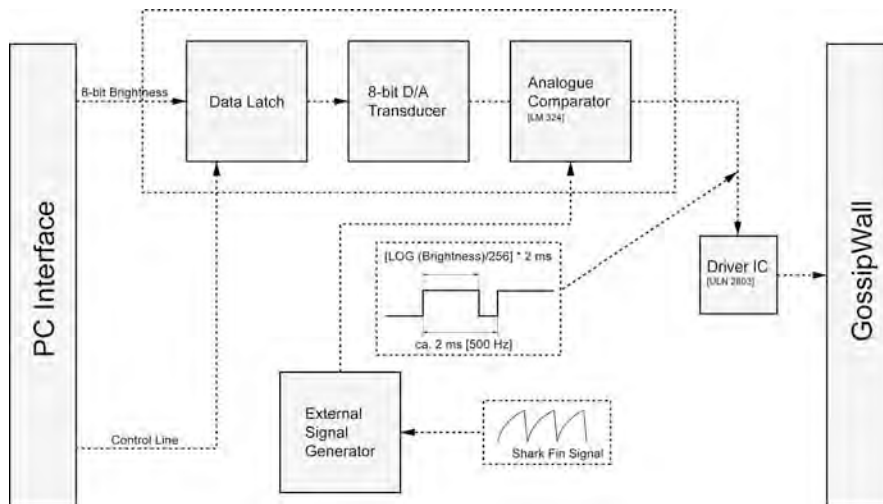 PC Interface
8-bit Brightness
Data Latch
8-bit D/A
Transducer
Analogue
Comparator
[LM 324]
[LOG (Brightness)/256] * 2 ms
ca. 2 ms [500 Hz]
Driver IC
[ULN 2803]
GossipWall
External
Signal
Generator
Shark Fin Signal
Control Line